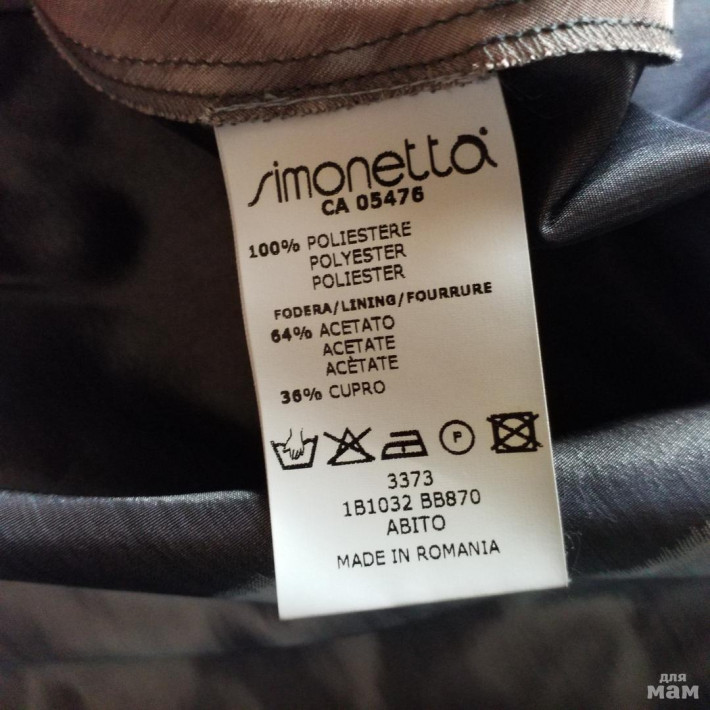 simonetta
CA 05476
100% POLIESTERE
POLYESTER
POLIESTER
FODERA/LINING/FOURRURE
64% ACETATO
ACETATE
ACÈTATE
36% CUPRO
P
3373
1B1032 BB870
ABITO
MADE IN ROMANIA
для
мам